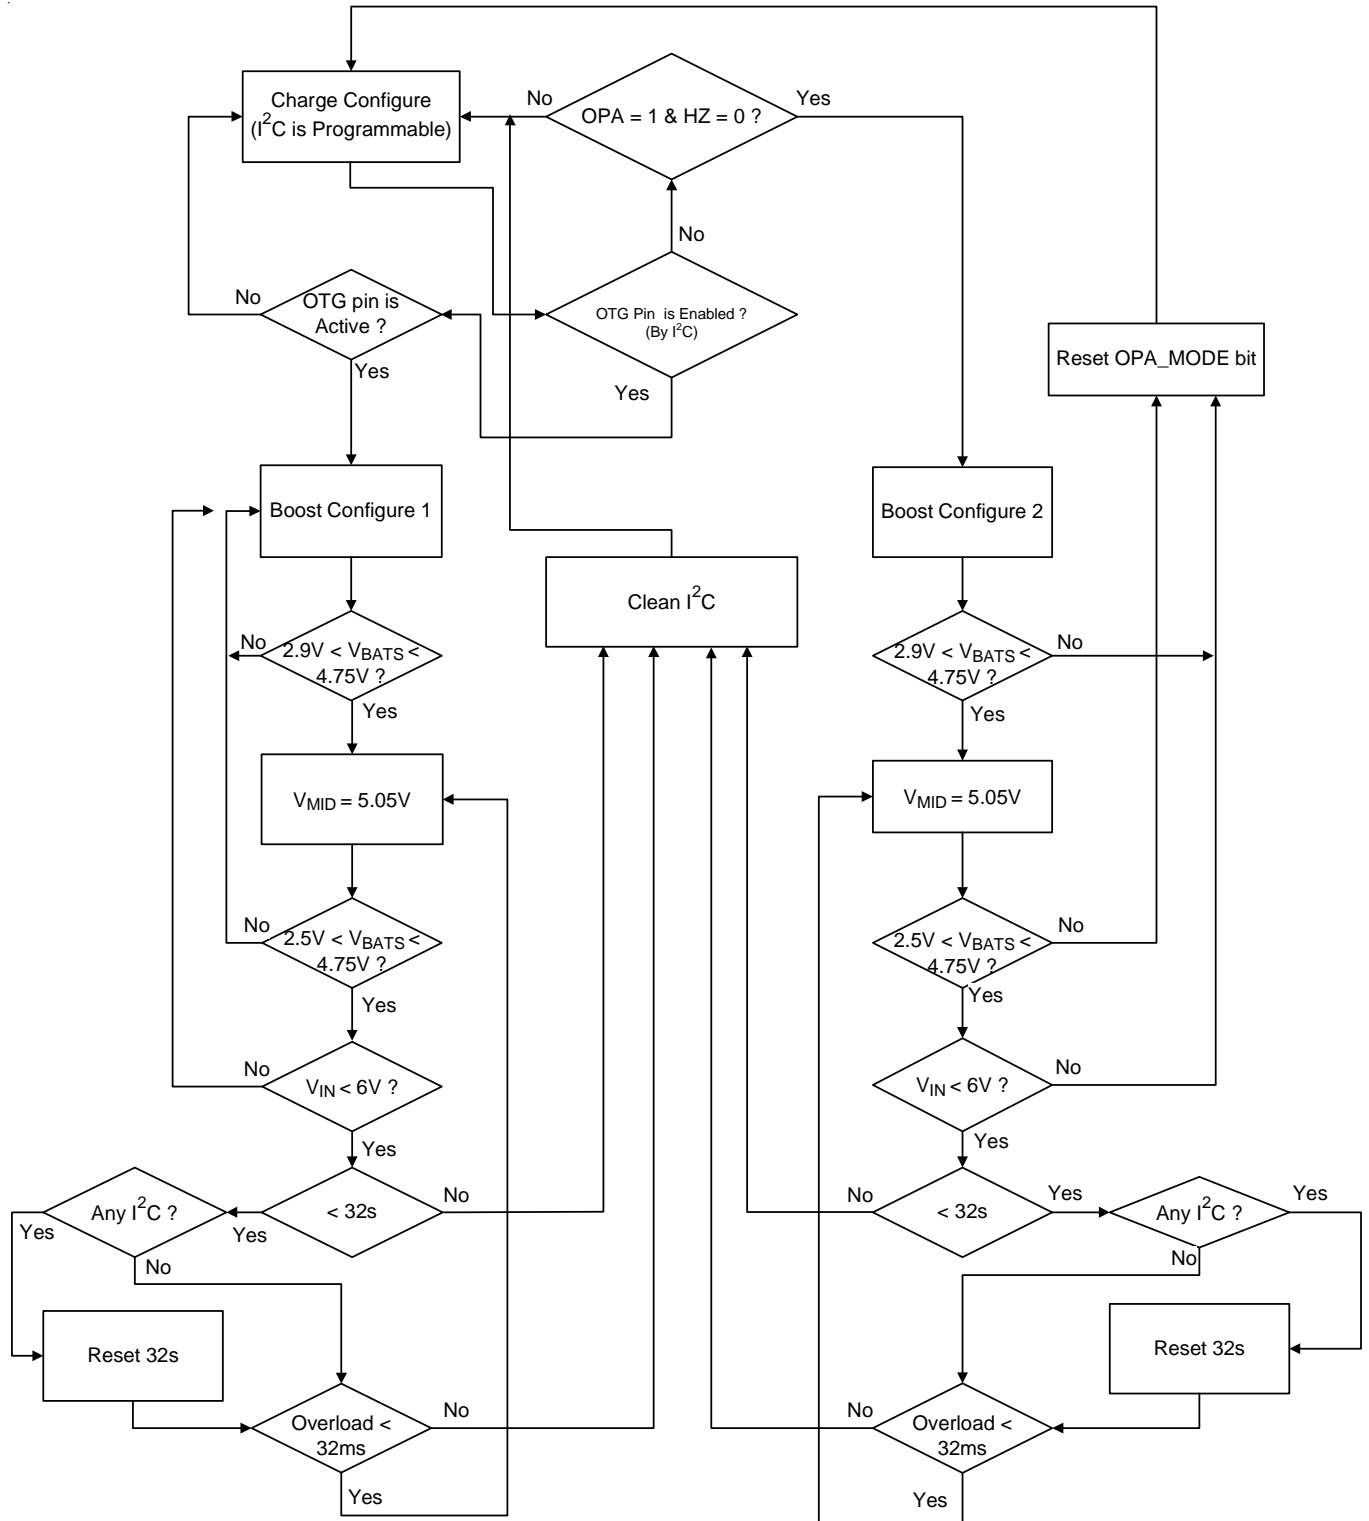 Charge Configure
(I²C is Programmable)
No
OPA = 1 & HZ = 0 ?
Yes
No
No
OTG pin is
Active ?
Yes
OTG Pin is Enabled ?
(By I²C)
Yes
Reset OPA_MODE bit
Boost Configure 1
Boost Configure 2
Clean I²C
No
2.9V < VBATS <
4.75V ?
Yes
2.9V < VBATS <
4.75V ?
No
Yes
VMID = 5.05V
VMID = 5.05V
No
2.5V < VBATS <
4.75V ?
Yes
2.5V < VBATS <
4.75V ?
No
Yes
No
VIN < 6V ?
Yes
VIN < 6V ?
No
Yes
Any I²C ?
Yes
No
Yes
< 32s
No
No
< 32s
Yes
Any I²C ?
Yes
No
Reset 32s
Reset 32s
Overload <
32ms
No
Yes
No
Overload <
32ms
Yes